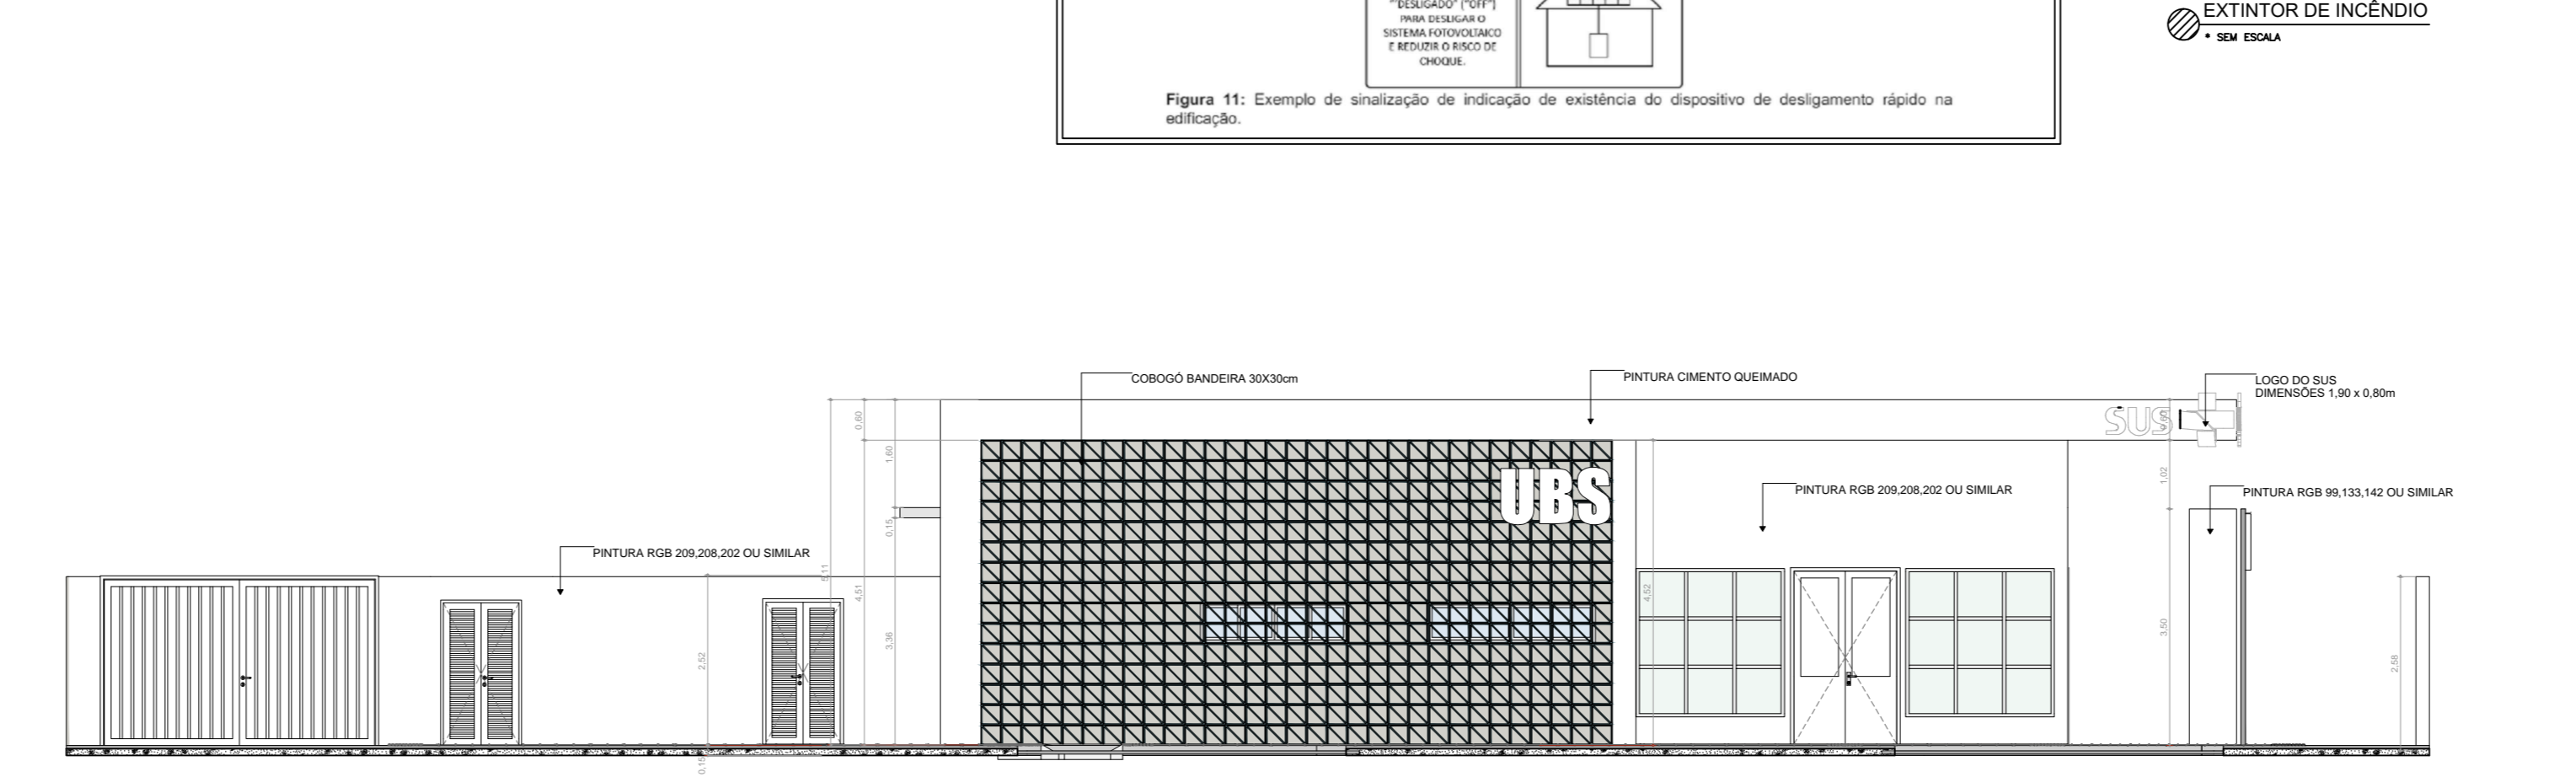 "DESLIGADO" ("OFF")
PARA DESLIGAR O
SISTEMA FOTOVOLTAICO
E REDUZIR O RISCO DE
CHOQUE.
Figura 11: Exemplo de sinalização de indicação de existência do dispositivo de desligamento rápido na
edificação.
EXTINTOR DE INCÊNDIO
* SEM ESCALA
COBOGÓ BANDEIRA 30X30cm
PINTURA CIMENTO QUEIMADO
LOGO DO SUS
DIMENSÕES 1,90 x 0,80m
SUS
0,60
1,60
0,15
5,11
4,51
3,36
UBS
PINTURA RGB 209,208,202 OU SIMILAR
1,02
PINTURA RGB 99,133,142 OU SIMILAR
PINTURA RGB 209,208,202 OU SIMILAR
2,52
4,52
3,50
2,58
0,15